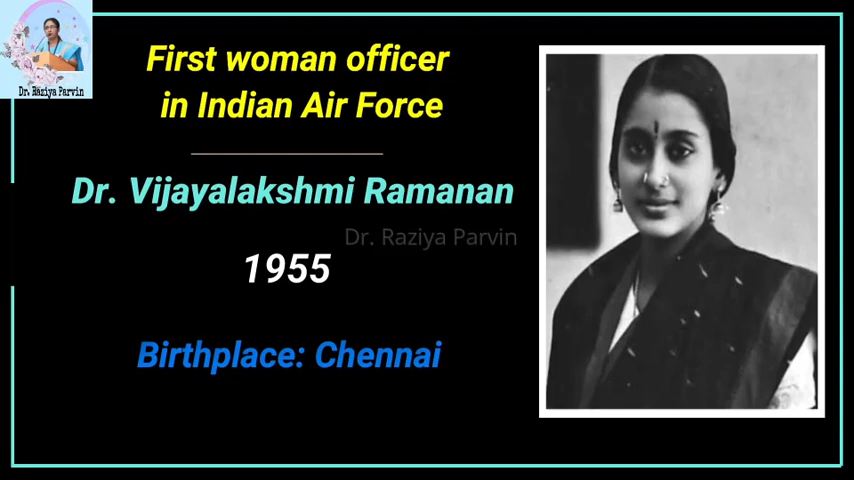 Dr. Raziya Parvin
First woman officer
in Indian Air Force
Dr. Vijayalakshmi Ramanan
Dr. Raziya Parvin
1955
Birthplace: Chennai